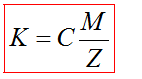 K = C M/Z